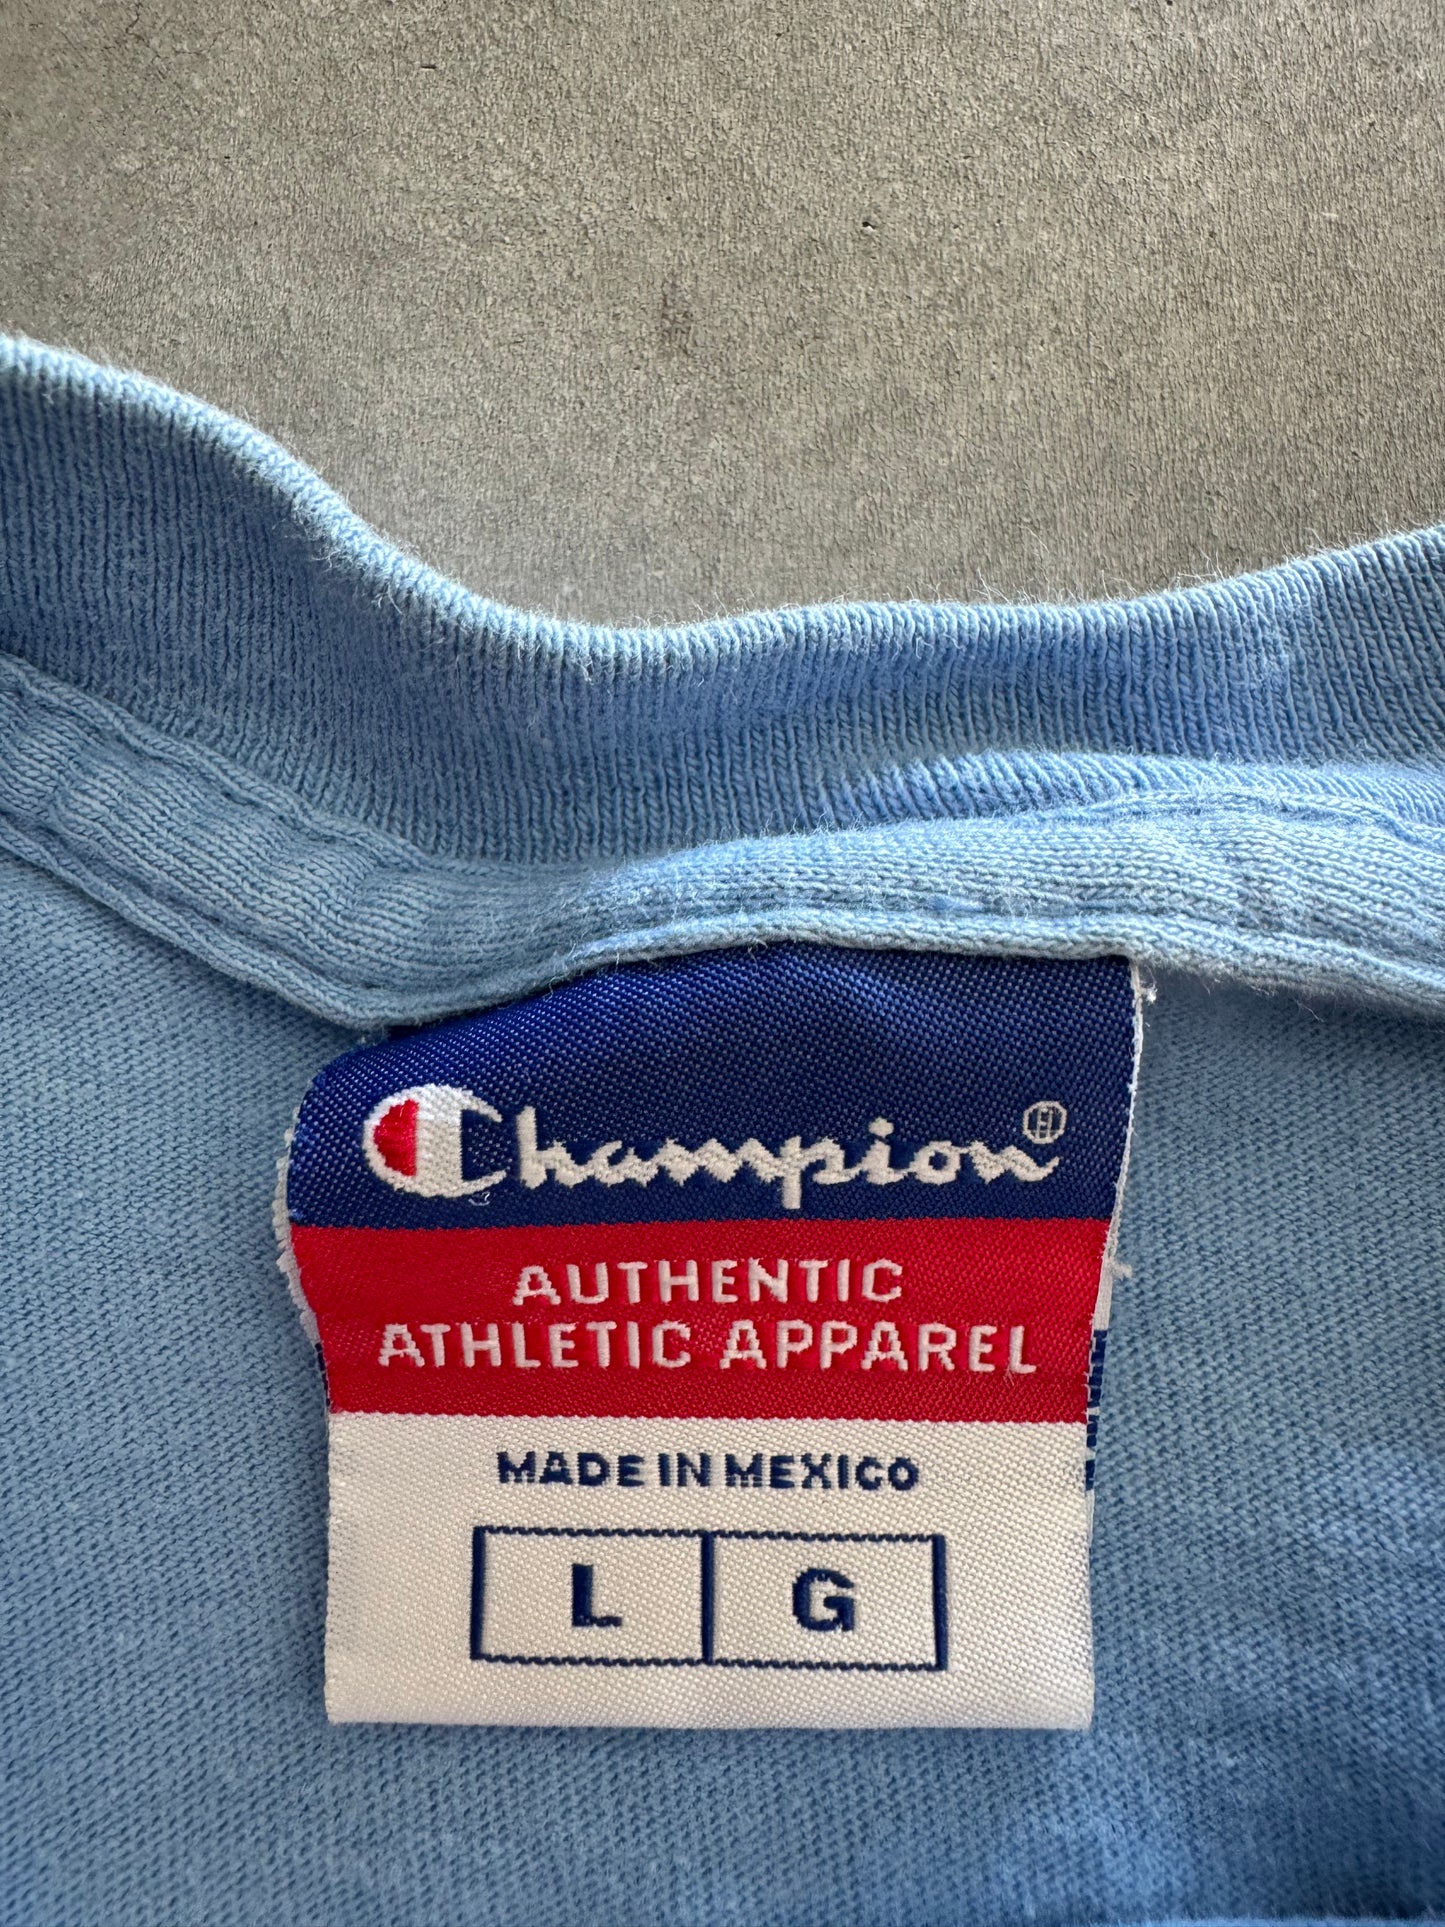 Champion®
AUTHENTIC
ATHLETIC APPAREL
MADE IN MEXICO
L G